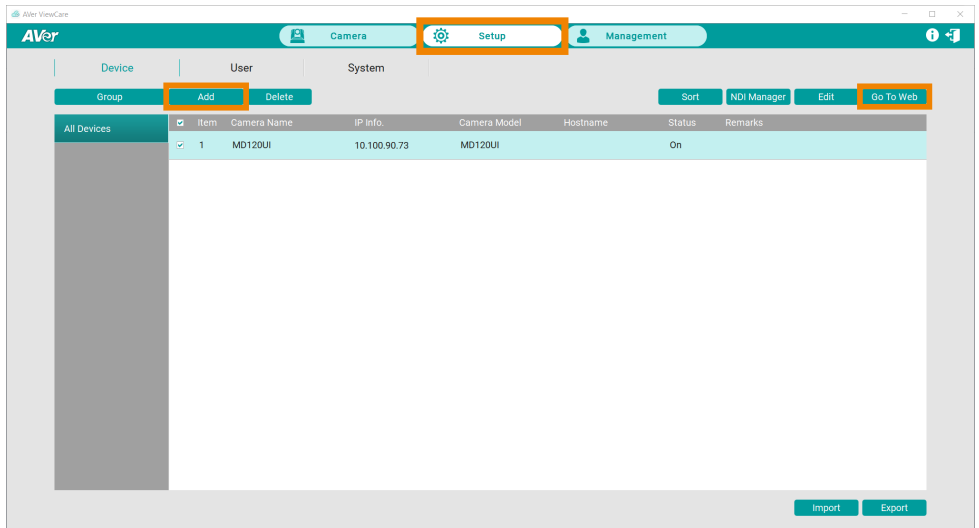 AVer ViewCare
AVer Camera Setup Management
Device User System
Group Add Delete Sort NDI Manager Edit Go To Web
All Devices
Item Camera Name IP Info. Camera Model Hostname Status Remarks
1 MD120UI 10.100.90.73 MD120UI On
Import Export